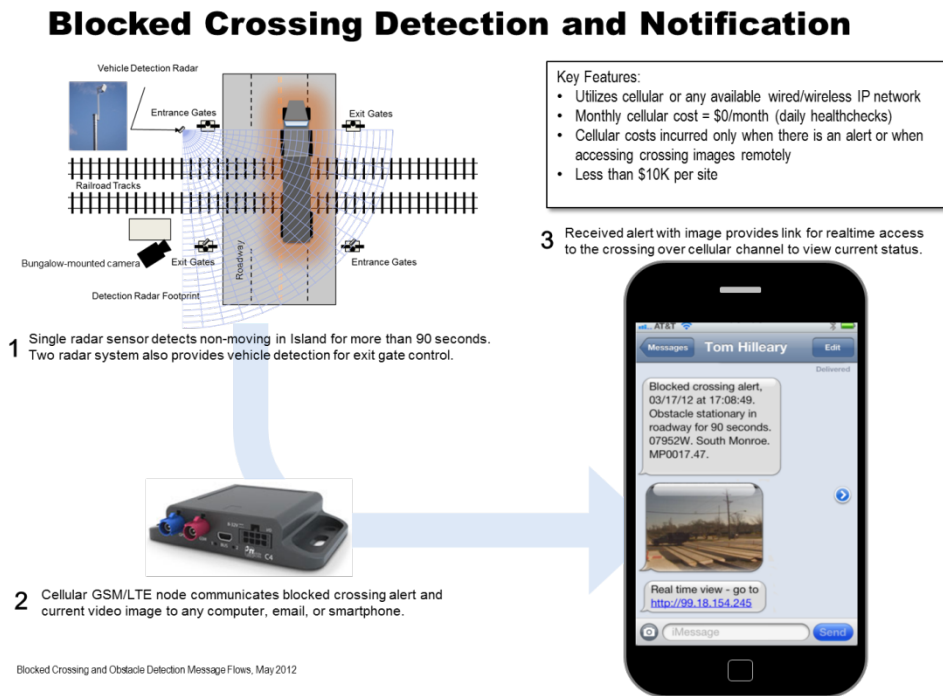 Blocked Crossing Detection and Notification
Vehicle Detection Radar
Entrance Gates
Exit Gates
Railroad Tracks
Bungalow-mounted camera
Exit Gates
Roadway
Entrance Gates
Detection Radar Footprint
1 Single radar sensor detects non-moving in Island for more than 90 seconds.
Two radar system also provides vehicle detection for exit gate control.
2 Cellular GSM/LTE node communicates blocked crossing alert and
current video image to any computer, email, or smartphone.
Blocked Crossing and Obstacle Detection Message Flows, May 2012
Key Features:
• Utilizes cellular or any available wired/wireless IP network
• Monthly cellular cost = $0/month (daily healthchecks)
• Cellular costs incurred only when there is an alert or when
accessing crossing images remotely
• Less than $10K per site
3 Received alert with image provides link for realtime access
to the crossing over cellular channel to view current status.
AT&T
Messages Tom Hilleary Edit
Delivered
Blocked crossing alert,
03/17/12 at 17:08:49.
Obstacle stationary in
roadway for 90 seconds.
07952W. South Monroe.
MP0017.47.
Real time view - go to
http://99.18.154.245
iMessage Send